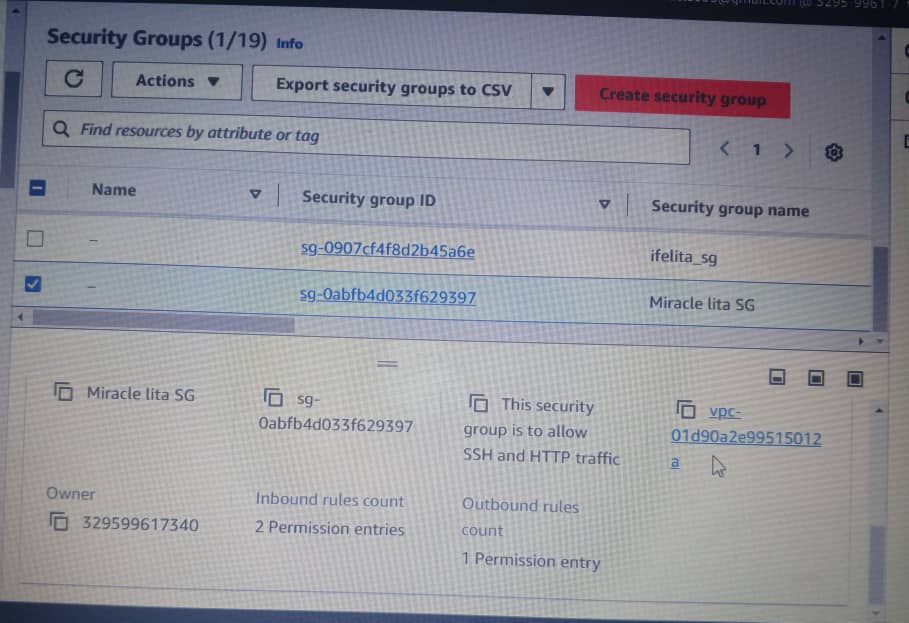 @gmail.com @ 3295-9961-7
Security Groups (1/19) Info
Actions
Export security groups to CSV
Create security group
Find resources by attribute or tag
1
Name
Security group ID
Security group name
–
sg-0907cf4f8d2b45a6e
ifelita_sg
–
sg-0abfb4d033f629397
Miracle lita SG
Miracle lita SG
sg-
0abfb4d033f629397
This security
group is to allow
SSH and HTTP traffic
vpc-
01d90a2e99515012
a
Owner
329599617340
Inbound rules count
2 Permission entries
Outbound rules
count
1 Permission entry